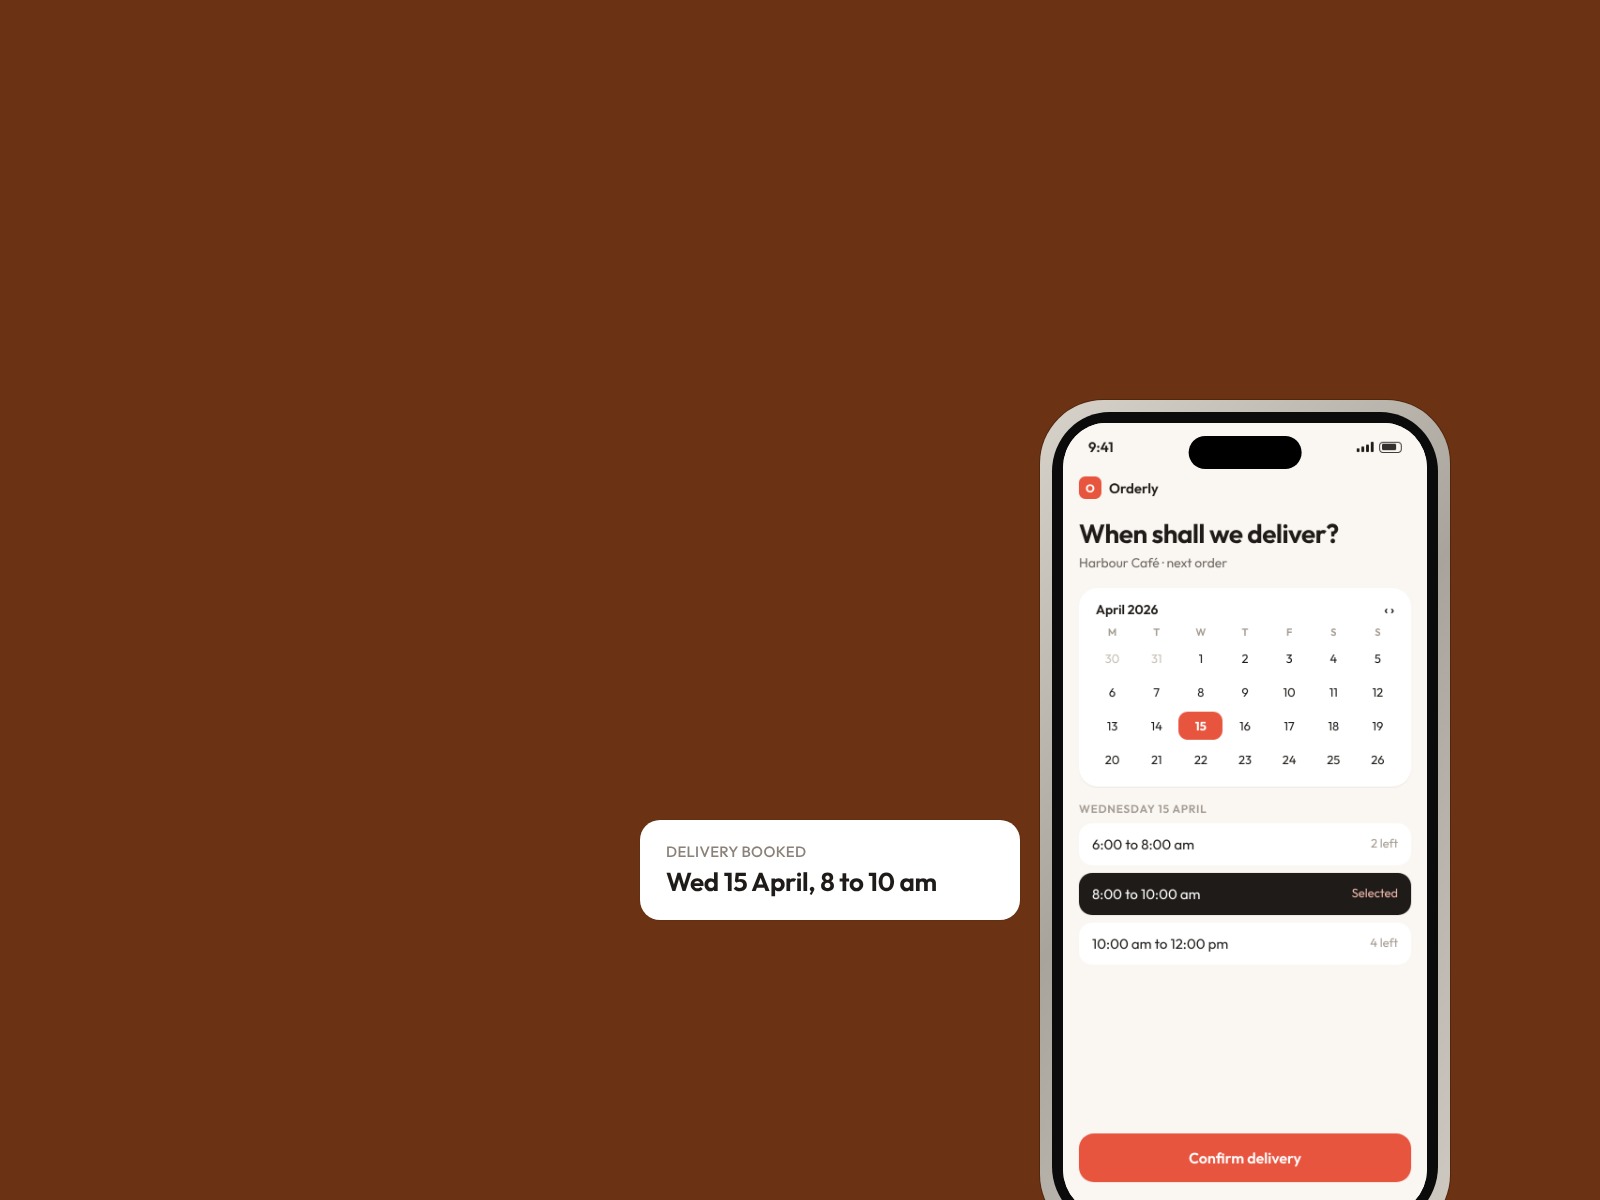 9:41
O Orderly
When shall we deliver?
Harbour Café · next order
April 2026 ‹ ›
M T W T F S S
30 31 1 2 3 4 5
6 7 8 9 10 11 12
13 14 15 16 17 18 19
20 21 22 23 24 25 26
WEDNESDAY 15 APRIL
6:00 to 8:00 am 2 left
8:00 to 10:00 am Selected
10:00 am to 12:00 pm 4 left
Confirm delivery
DELIVERY BOOKED
Wed 15 April, 8 to 10 am